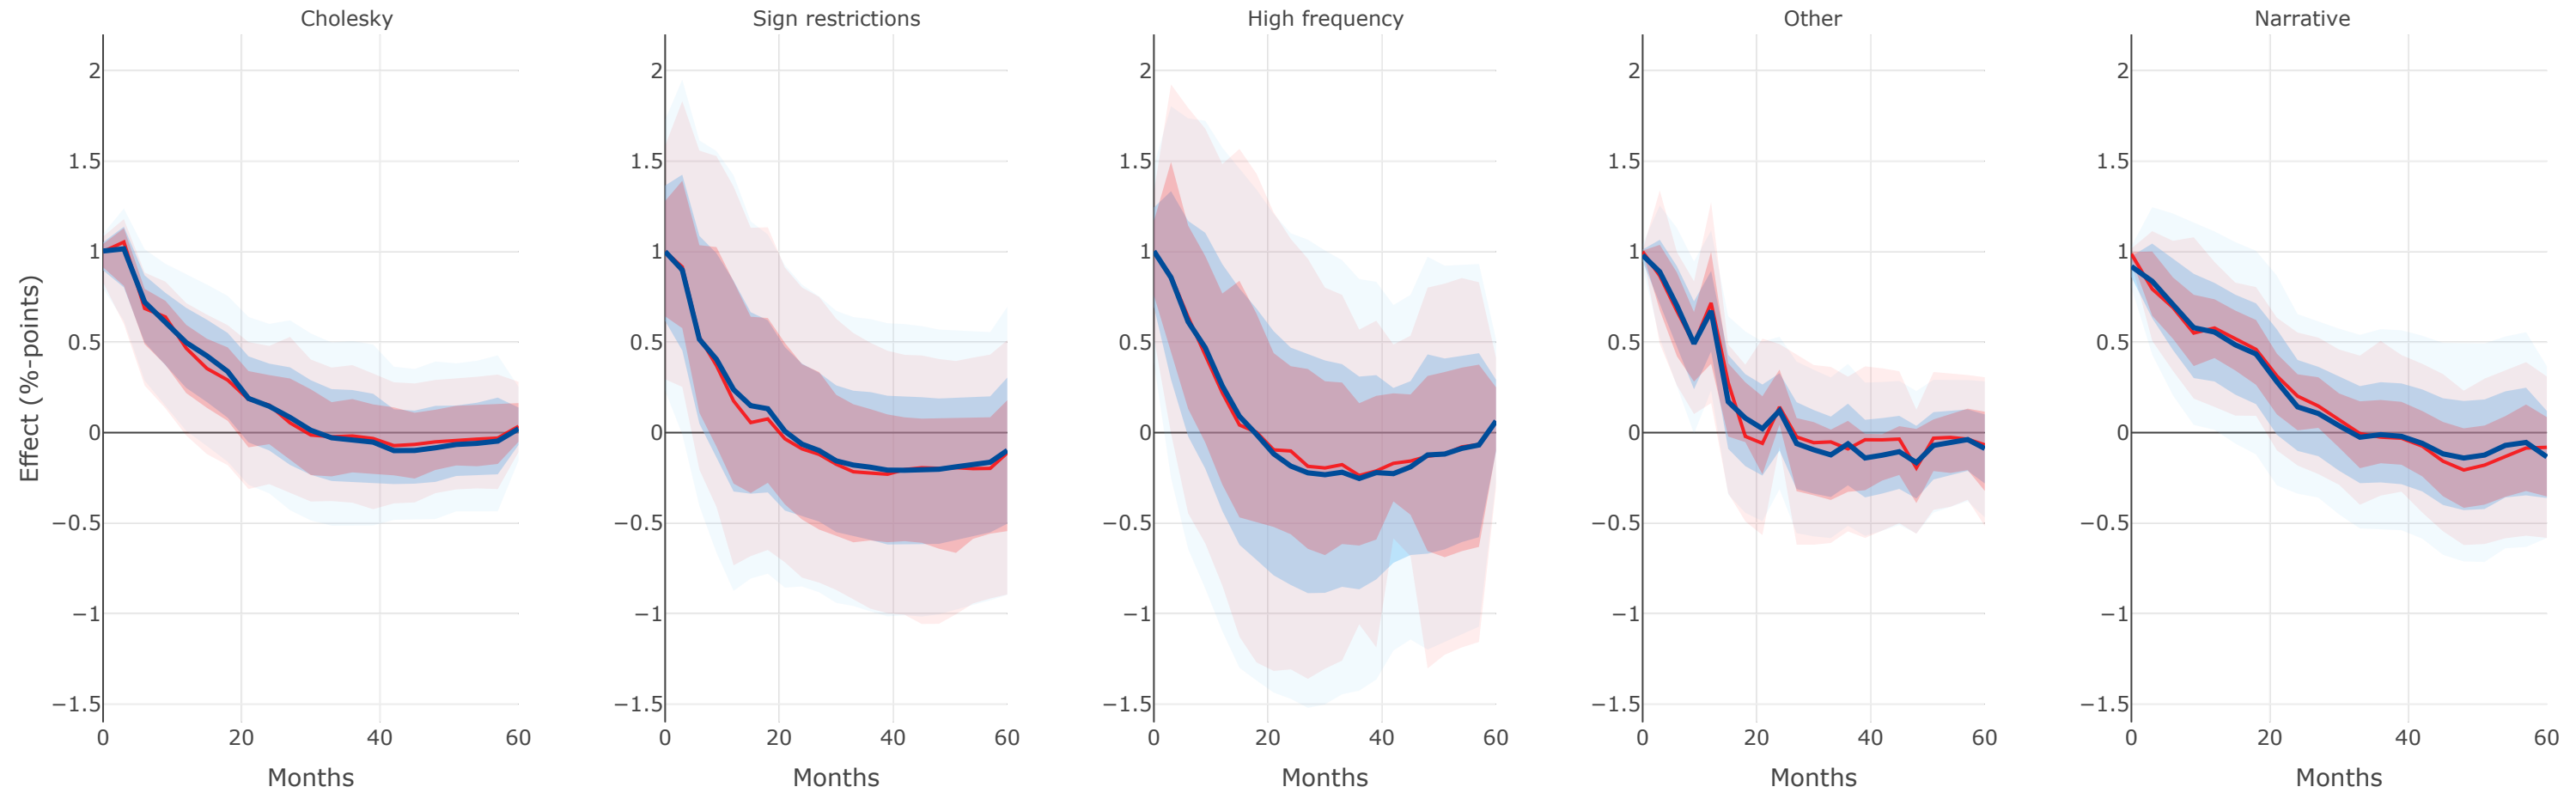 Cholesky
Sign restrictions
High frequency
Other
Narrative
Effect (%-points)
2
1.5
1
0.5
0
−0.5
−1
−1.5
2
1.5
1
0.5
0
−0.5
−1
−1.5
2
1.5
1
0.5
0
−0.5
−1
−1.5
2
1.5
1
0.5
0
−0.5
−1
−1.5
2
1.5
1
0.5
0
−0.5
−1
−1.5
0 20 40 60
0 20 40 60
0 20 40 60
0 20 40 60
0 20 40 60
Months
Months
Months
Months
Months